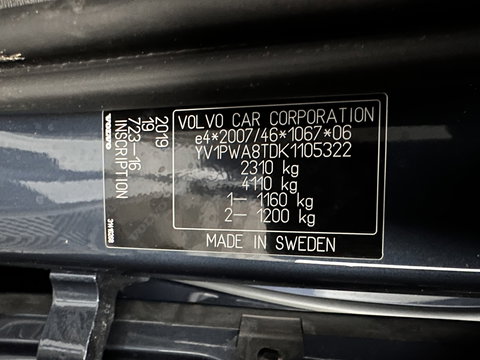 VOLVO CAR CORPORATION
e4*2007/46*1067*06
YV1PWA8TDK1105322
2310 kg
4110 kg
1— 1160 kg
2— 1200 kg
MADE IN SWEDEN
2019
19
723—16
INSCRIPTION
VOLVO